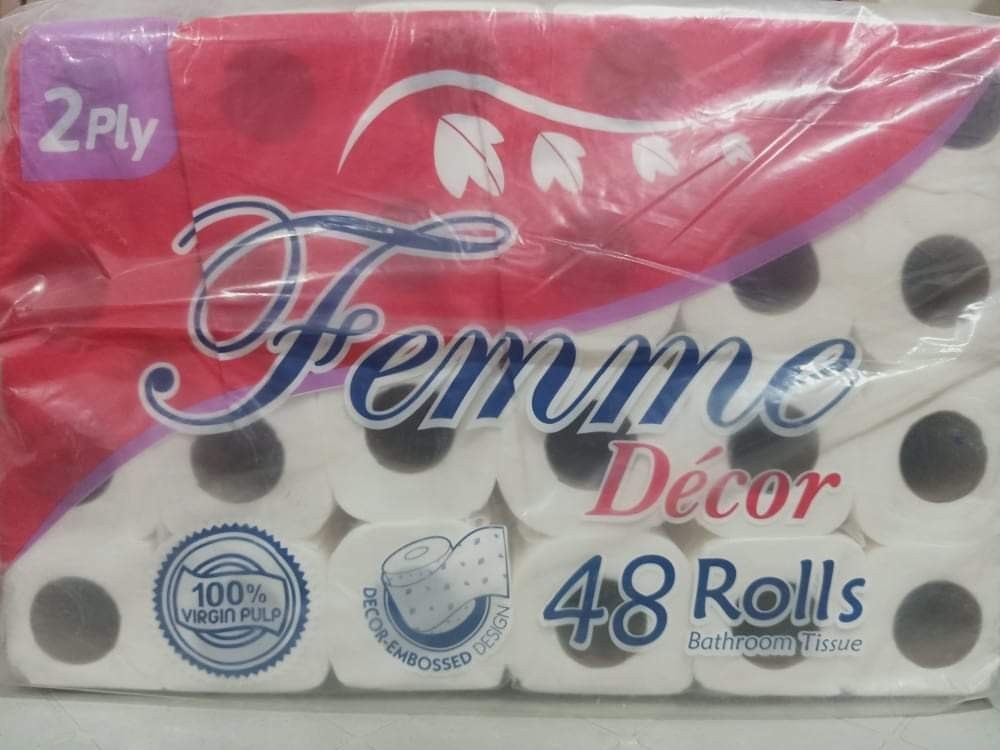 2Ply
Femme
Décor
100%
VIRGIN PULP
DECOR-EMBOSSED DESIGN
48 Rolls
Bathroom Tissue